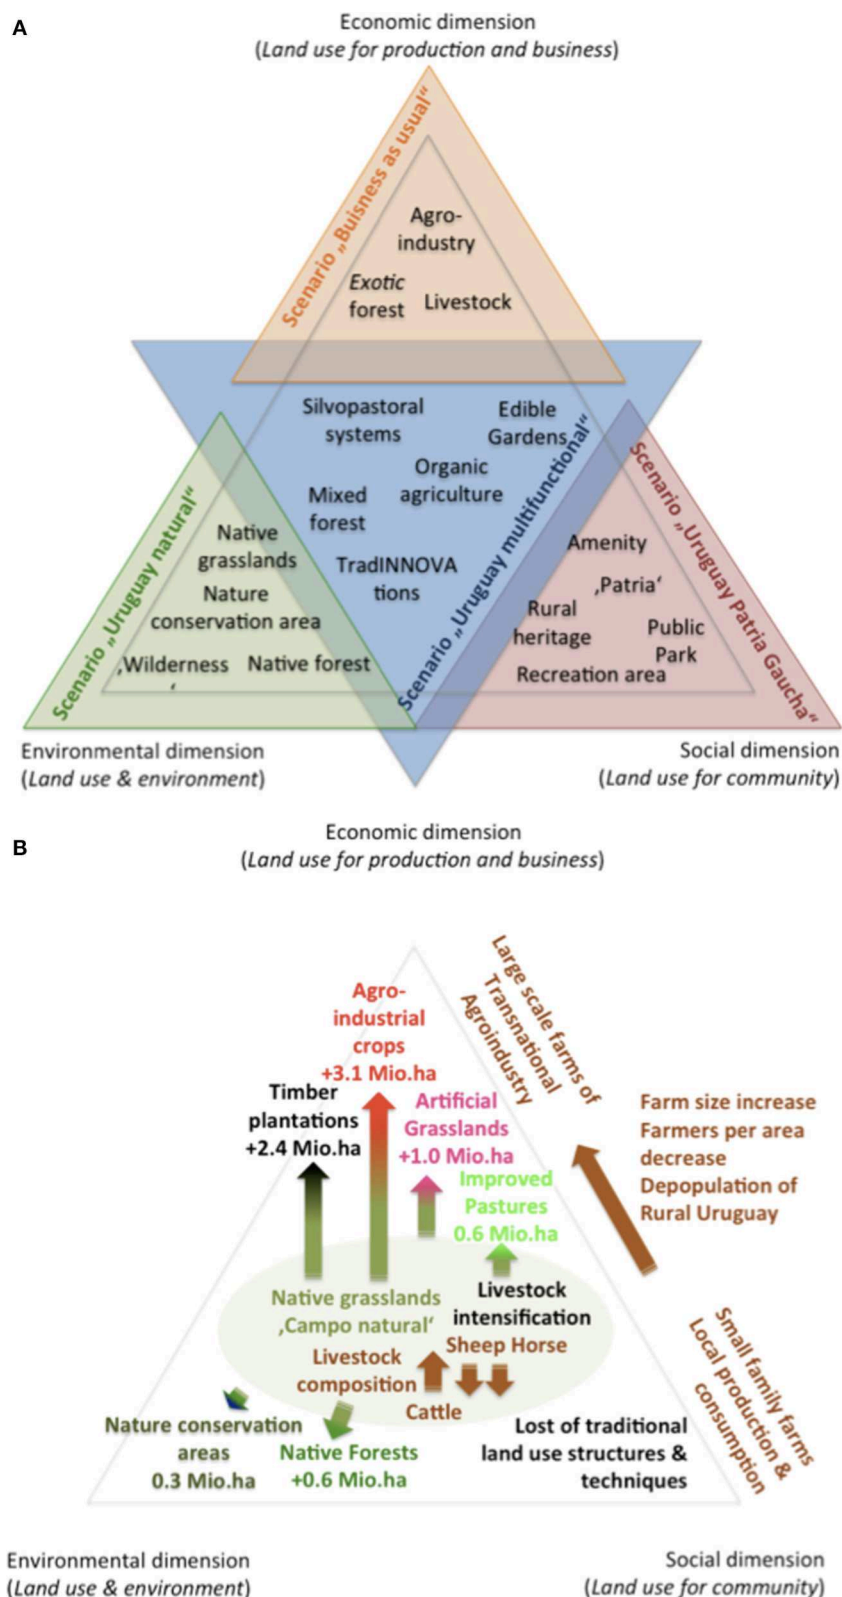 A
Economic dimension
(Land use for production and business)
Scenario „Buisness as usual“
Agro-
industry
Exotic
forest
Livestock
Silvopastoral
systems
Edible
Gardens
Organic
agriculture
Mixed
forest
TradINNOVA
tions
Scenario „Uruguay multifunctional“
Scenario „Uruguay natural“
Native
grasslands
Nature
conservation area
‚Wilderness
‘
Native forest
Scenario „Uruguay Patria Gaucha“
Amenity
‚Patria‘
Rural
heritage
Public
Park
Recreation area
Environmental dimension
(Land use & environment)
Social dimension
(Land use for community)
B
Economic dimension
(Land use for production and business)
Large scale farms of
Transnational
Agroindustry
Agro-
industrial
crops
+3.1 Mio.ha
Timber
plantations
+2.4 Mio.ha
Artificial
Grasslands
+1.0 Mio.ha
Improved
Pastures
0.6 Mio.ha
Farm size increase
Farmers per area
decrease
Depopulation of
Rural Uruguay
Native grasslands
‚Campo natural‘
Livestock
intensification
Livestock
composition
Sheep Horse
Cattle
Small family farms
Local production &
consumption
Nature conservation
areas
0.3 Mio.ha
Native Forests
+0.6 Mio.ha
Lost of traditional
land use structures &
techniques
Environmental dimension
(Land use & environment)
Social dimension
(Land use for community)